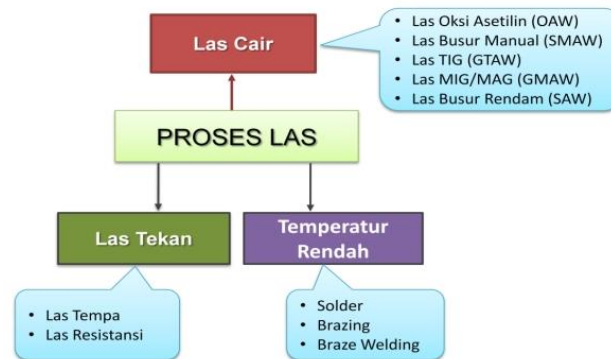 Las Cair
• Las Oksi Asetilin (OAW)
• Las Busur Manual (SMAW)
• Las TIG (GTAW)
• Las MIG/MAG (GMAW)
• Las Busur Rendam (SAW)
PROSES LAS
Las Tekan
Temperatur
Rendah
• Las Tempa
• Las Resistansi
• Solder
• Brazing
• Braze Welding